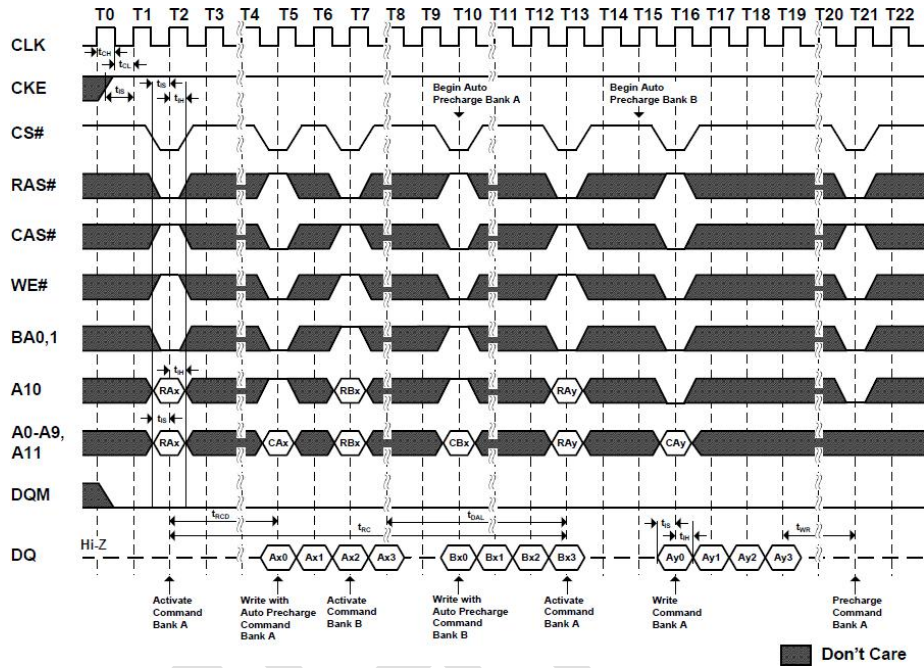 T0 T1 T2 T3 T4 T5 T6 T7 T8 T9 T10 T11 T12 T13 T14 T15 T16 T17 T18 T19 T20 T21 T22
CLK
tCH
tCL
CKE
tIS
tIS
tIH
Begin Auto
Precharge Bank A
Begin Auto
Precharge Bank B
CS#
RAS#
CAS#
WE#
BA0,1
tIH
A10
RAx RBx RAy
tIS
A0-A9,
A11
RAx CAx RBx CBx RAy CAy
DQM
tRCD
tRC
tDAL
tIS
tIH
tWR
Hi-Z
DQ
Ax0 Ax1 Ax2 Ax3 Bx0 Bx1 Bx2 Bx3 Ay0 Ay1 Ay2 Ay3
Activate
Command
Bank A
Write with
Auto Precharge
Command
Bank A
Activate
Command
Bank B
Write with
Auto Precharge
Command
Bank B
Activate
Command
Bank A
Write
Command
Bank A
Precharge
Command
Bank A
Don't Care